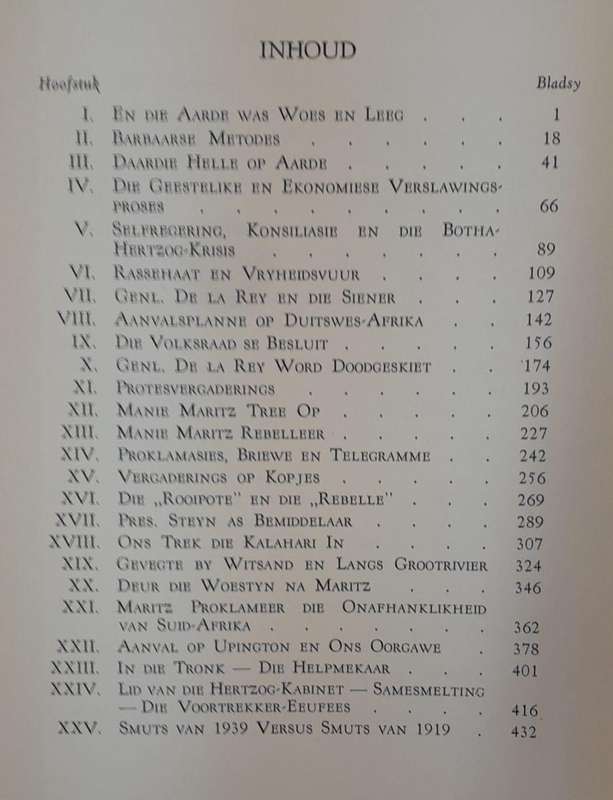 INHOUD
Hoofstuk Bladsy
I. En die Aarde was Woes en Leeg . . . 1
II. Barbaarse Metodes . . . . . . 18
III. Daardie Helle op Aarde . . . . . 41
IV. Die Geestelike en Ekonomiese Verslawings-
proses . . . . . . . . . 66
V. Selfregering, Konsiliasie en die Botha-
Hertzog-Krisis . . . . . . . 89
VI. Rassehaat en Vryheidsvuur . . . . 109
VII. Genl. De la Rey en die Siener . . . 127
VIII. Aanvalsplanne op Duitswes-Afrika . . 142
IX. Die Volksraad se Besluit . . . . . 156
X. Genl. De la Rey Word Doodgeskiet . . 174
XI. Protesvergaderings . . . . . . 193
XII. Manie Maritz Tree Op . . . . . 206
XIII. Manie Maritz Rebelleer . . . . . 227
XIV. Proklamasies, Briewe en Telegramme . . 242
XV. Vergaderings op Kopjes . . . . . 256
XVI. Die „Rooipote” en die „Rebelle” . . . 269
XVII. Pres. Steyn as Bemiddelaar . . . . 289
XVIII. Ons Trek die Kalahari In . . . . 307
XIX. Gevegte by Witsand en Langs Grootrivier 324
XX. Deur die Woestyn na Maritz . . . 346
XXI. Maritz Proklameer die Onafhanklikheid
van Suid-Afrika . . . . . . . 362
XXII. Aanval op Upington en Ons Oorgawe . 378
XXIII. In die Tronk — Die Helpmekaar . . . 401
XXIV. Lid van die Hertzog-Kabinet — Samesmelting
— Die Voortrekker-Eeufees . . . . 416
XXV. Smuts van 1939 Versus Smuts van 1919 . 432